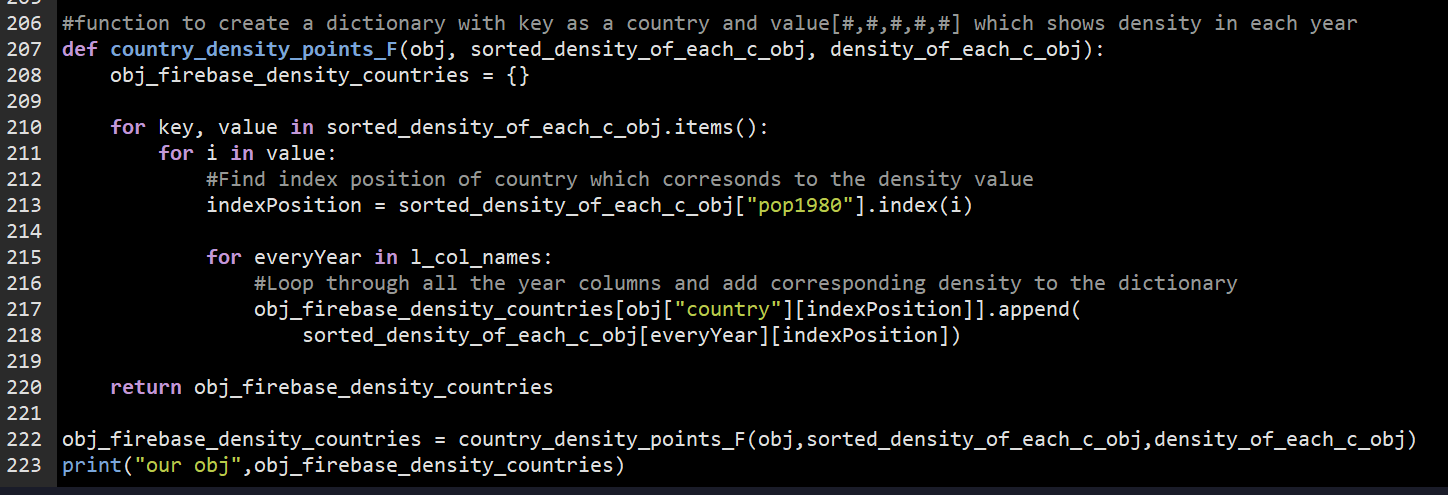 206 #function to create a dictionary with key as a country and value[#,#,#,#,#] which shows density in each year
207 def country_density_points_F(obj, sorted_density_of_each_c_obj, density_of_each_c_obj):
208     obj_firebase_density_countries = {}
209
210     for key, value in sorted_density_of_each_c_obj.items():
211         for i in value:
212             #Find index position of country which corresonds to the density value
213             indexPosition = sorted_density_of_each_c_obj["pop1980"].index(i)
214
215             for everyYear in l_col_names:
216                 #Loop through all the year columns and add corresponding density to the dictionary
217                 obj_firebase_density_countries[obj["country"][indexPosition]].append(
218                     sorted_density_of_each_c_obj[everyYear][indexPosition])
219
220     return obj_firebase_density_countries
221
222 obj_firebase_density_countries = country_density_points_F(obj,sorted_density_of_each_c_obj,density_of_each_c_obj)
223 print("our obj",obj_firebase_density_countries)